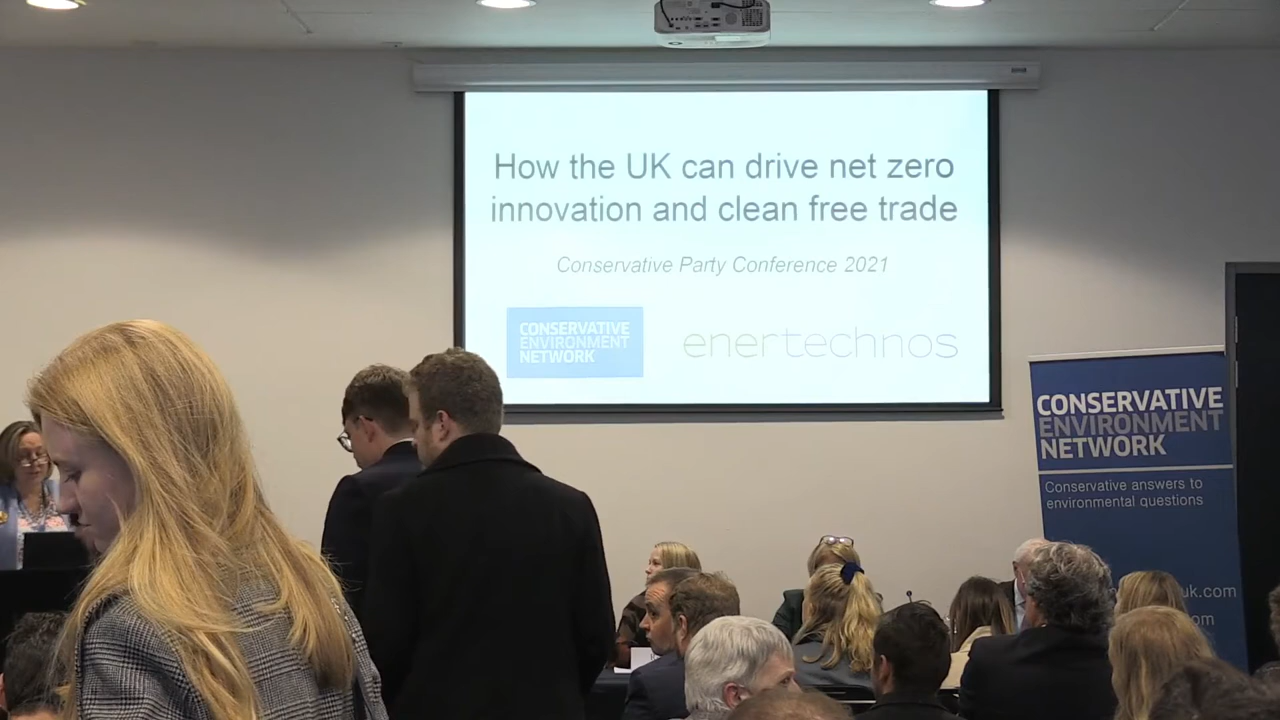 How the UK can drive net zero
innovation and clean free trade
Conservative Party Conference 2021
CONSERVATIVE
ENVIRONMENT
NETWORK
enertechnos
CONSERVATIVE
ENVIRONMENT
NETWORK
Conservative answers to
environmental questions
uk.com
om